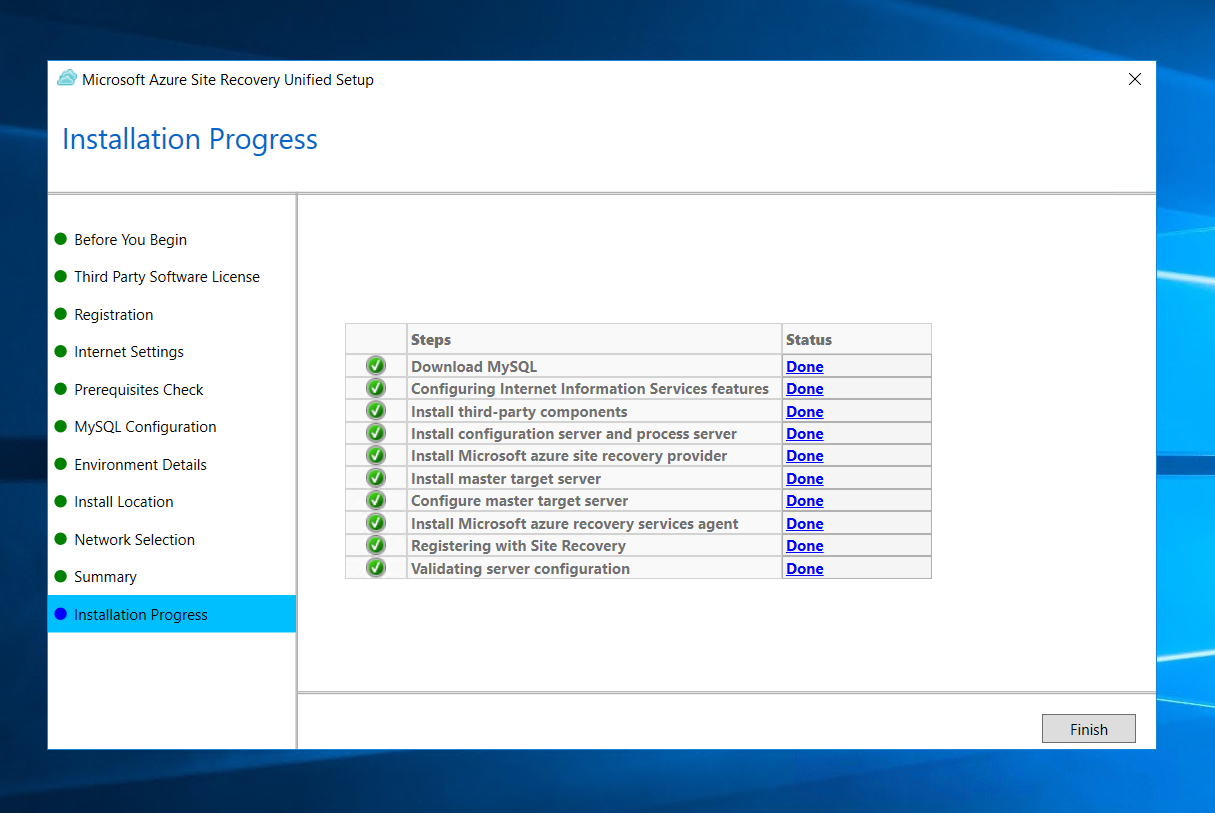 Microsoft Azure Site Recovery Unified Setup
Installation Progress
Before You Begin
Third Party Software License
Registration
Internet Settings
Prerequisites Check
MySQL Configuration
Environment Details
Install Location
Network Selection
Summary
Installation Progress
Steps Status
Download MySQL Done
Configuring Internet Information Services features Done
Install third-party components Done
Install configuration server and process server Done
Install Microsoft azure site recovery provider Done
Install master target server Done
Configure master target server Done
Install Microsoft azure recovery services agent Done
Registering with Site Recovery Done
Validating server configuration Done
Finish